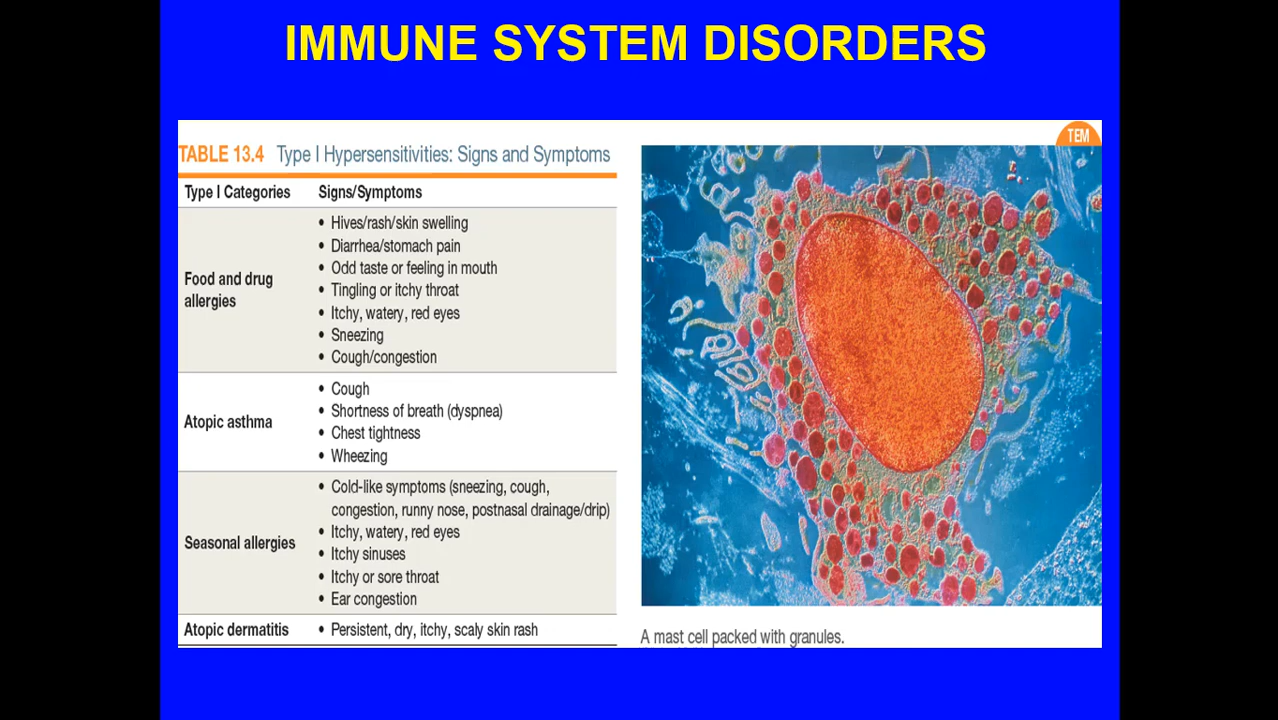 IMMUNE SYSTEM DISORDERS
TABLE 13.4 Type I Hypersensitivities: Signs and Symptoms
Type I Categories Signs/Symptoms
Food and drug allergies
• Hives/rash/skin swelling
• Diarrhea/stomach pain
• Odd taste or feeling in mouth
• Tingling or itchy throat
• Itchy, watery, red eyes
• Sneezing
• Cough/congestion
Atopic asthma
• Cough
• Shortness of breath (dyspnea)
• Chest tightness
• Wheezing
Seasonal allergies
• Cold-like symptoms (sneezing, cough,
congestion, runny nose, postnasal drainage/drip)
• Itchy, watery, red eyes
• Itchy sinuses
• Itchy or sore throat
• Ear congestion
Atopic dermatitis • Persistent, dry, itchy, scaly skin rash
TEM
A mast cell packed with granules.